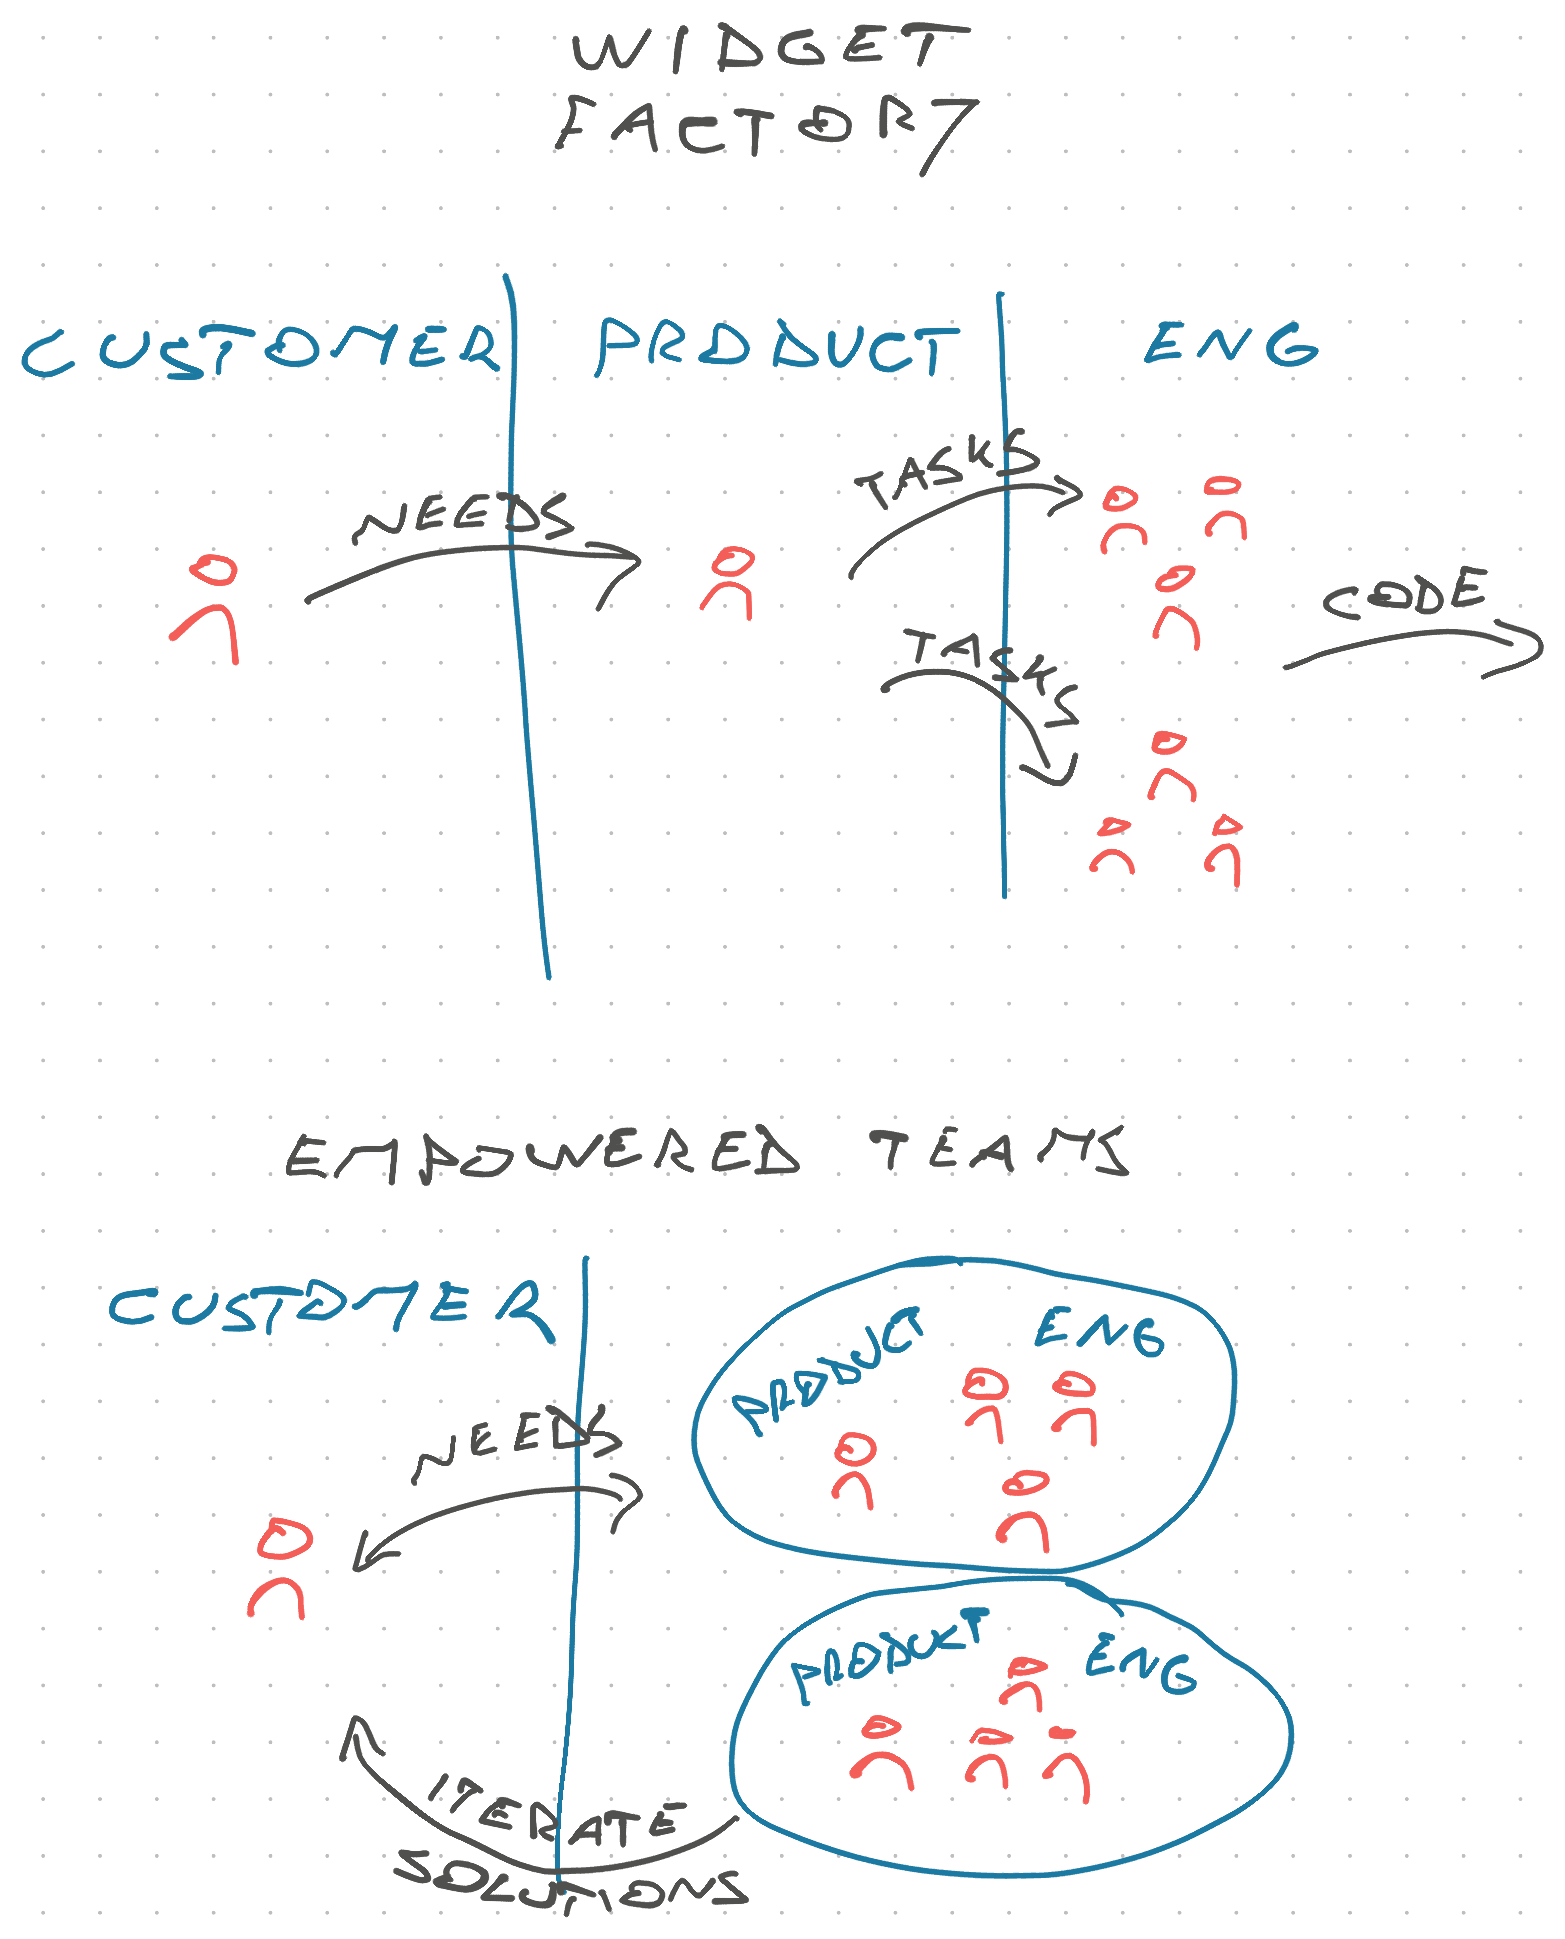 WIDGET
FACTORY
CUSTOMER PRODUCT ENG
NEEDS
TASKS
CODE
TASKS
EMPOWERED TEAMS
CUSTOMER
PRODUCT ENG
NEEDS
PRODUCT ENG
ITERATE
SOLUTIONS